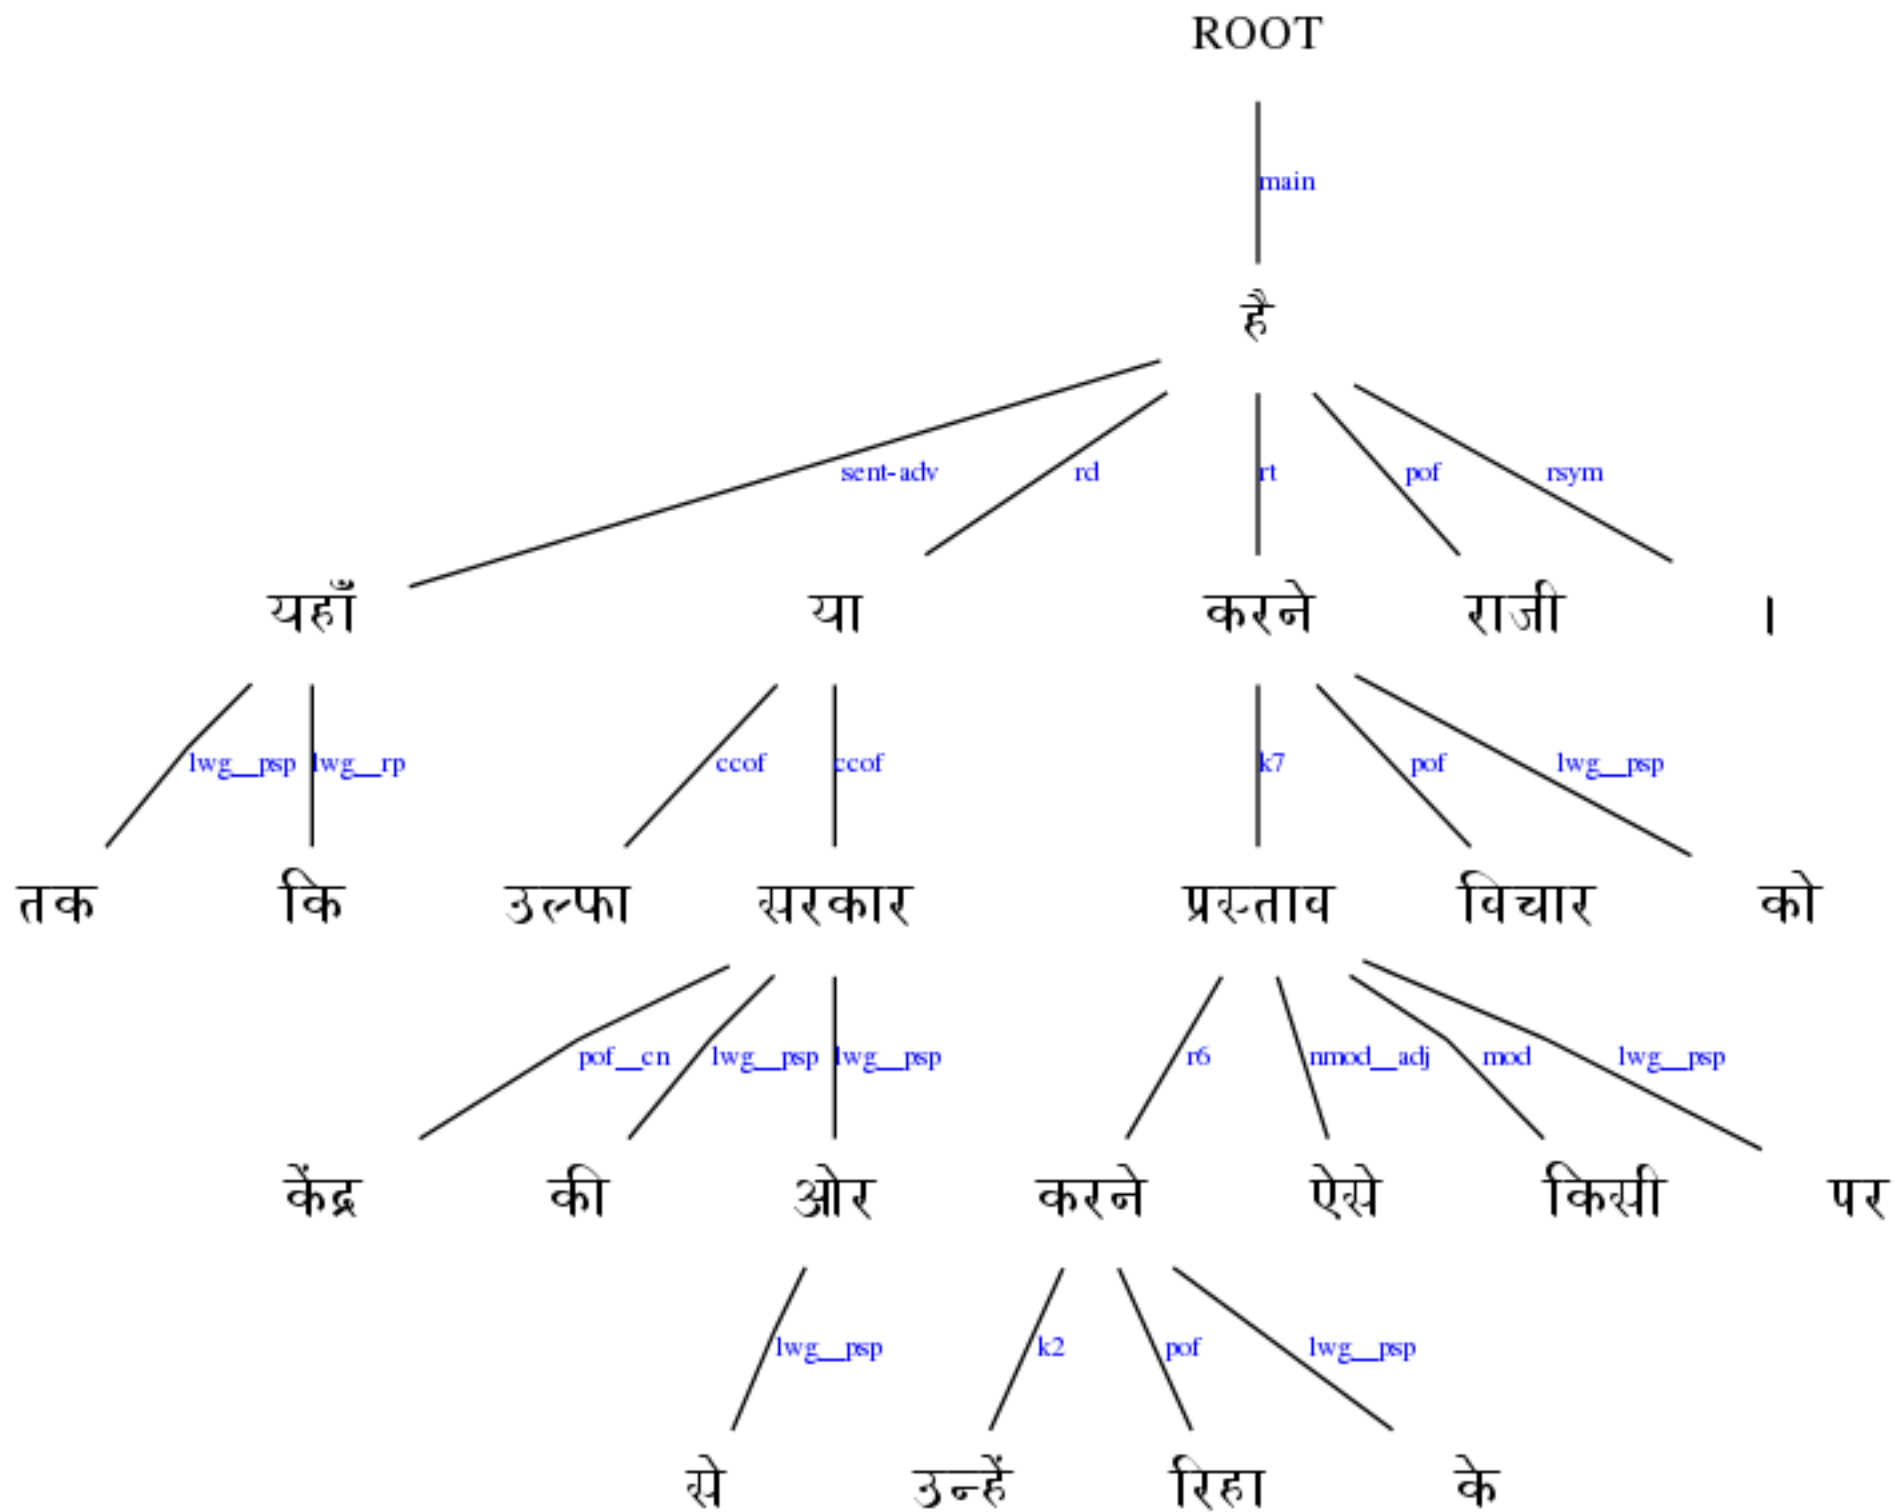 ROOT
main
है
sent-adv rd rt pof rsym
यहाँ या करने राजी ।
lwg__psp lwg__rp ccof ccof k7 pof lwg__psp
तक कि उल्फा सरकार प्रस्ताव विचार को
pof__cn lwg__psp lwg__psp r6 nmod__adj mod lwg__psp
केंद्र की ओर करने ऐसे किसी पर
lwg__psp k2 pof lwg__psp
से उन्हें रिहा के